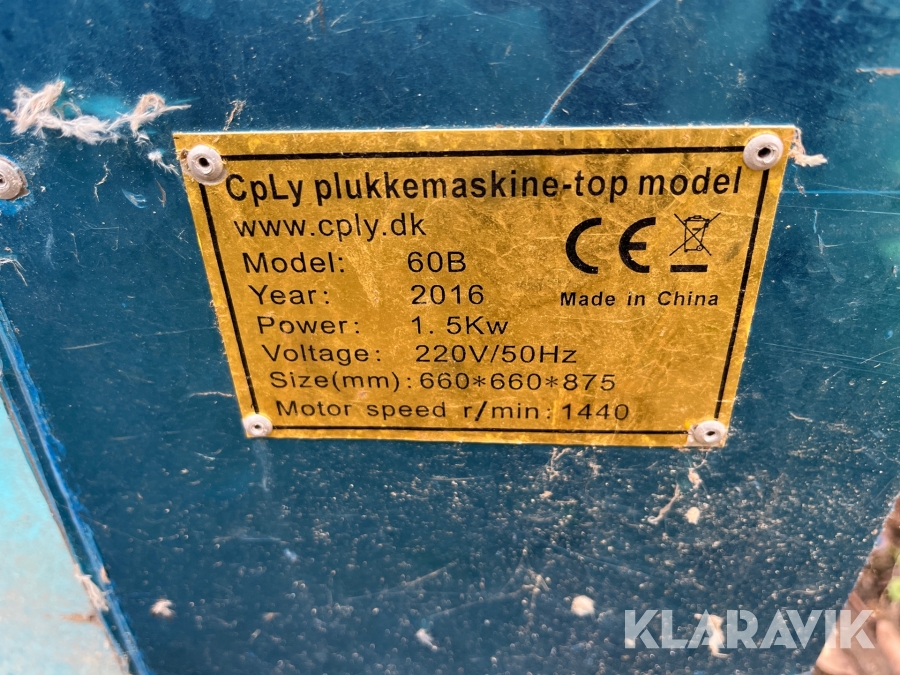 CpLy plukkemaskine-top model
www.cply.dk
Model: 60B
Year: 2016
Power: 1. 5Kw
Voltage: 220V/50Hz
Size(mm): 660*660*875
Motor speed r/min: 1440
CE
Made in China
KLARAVIK